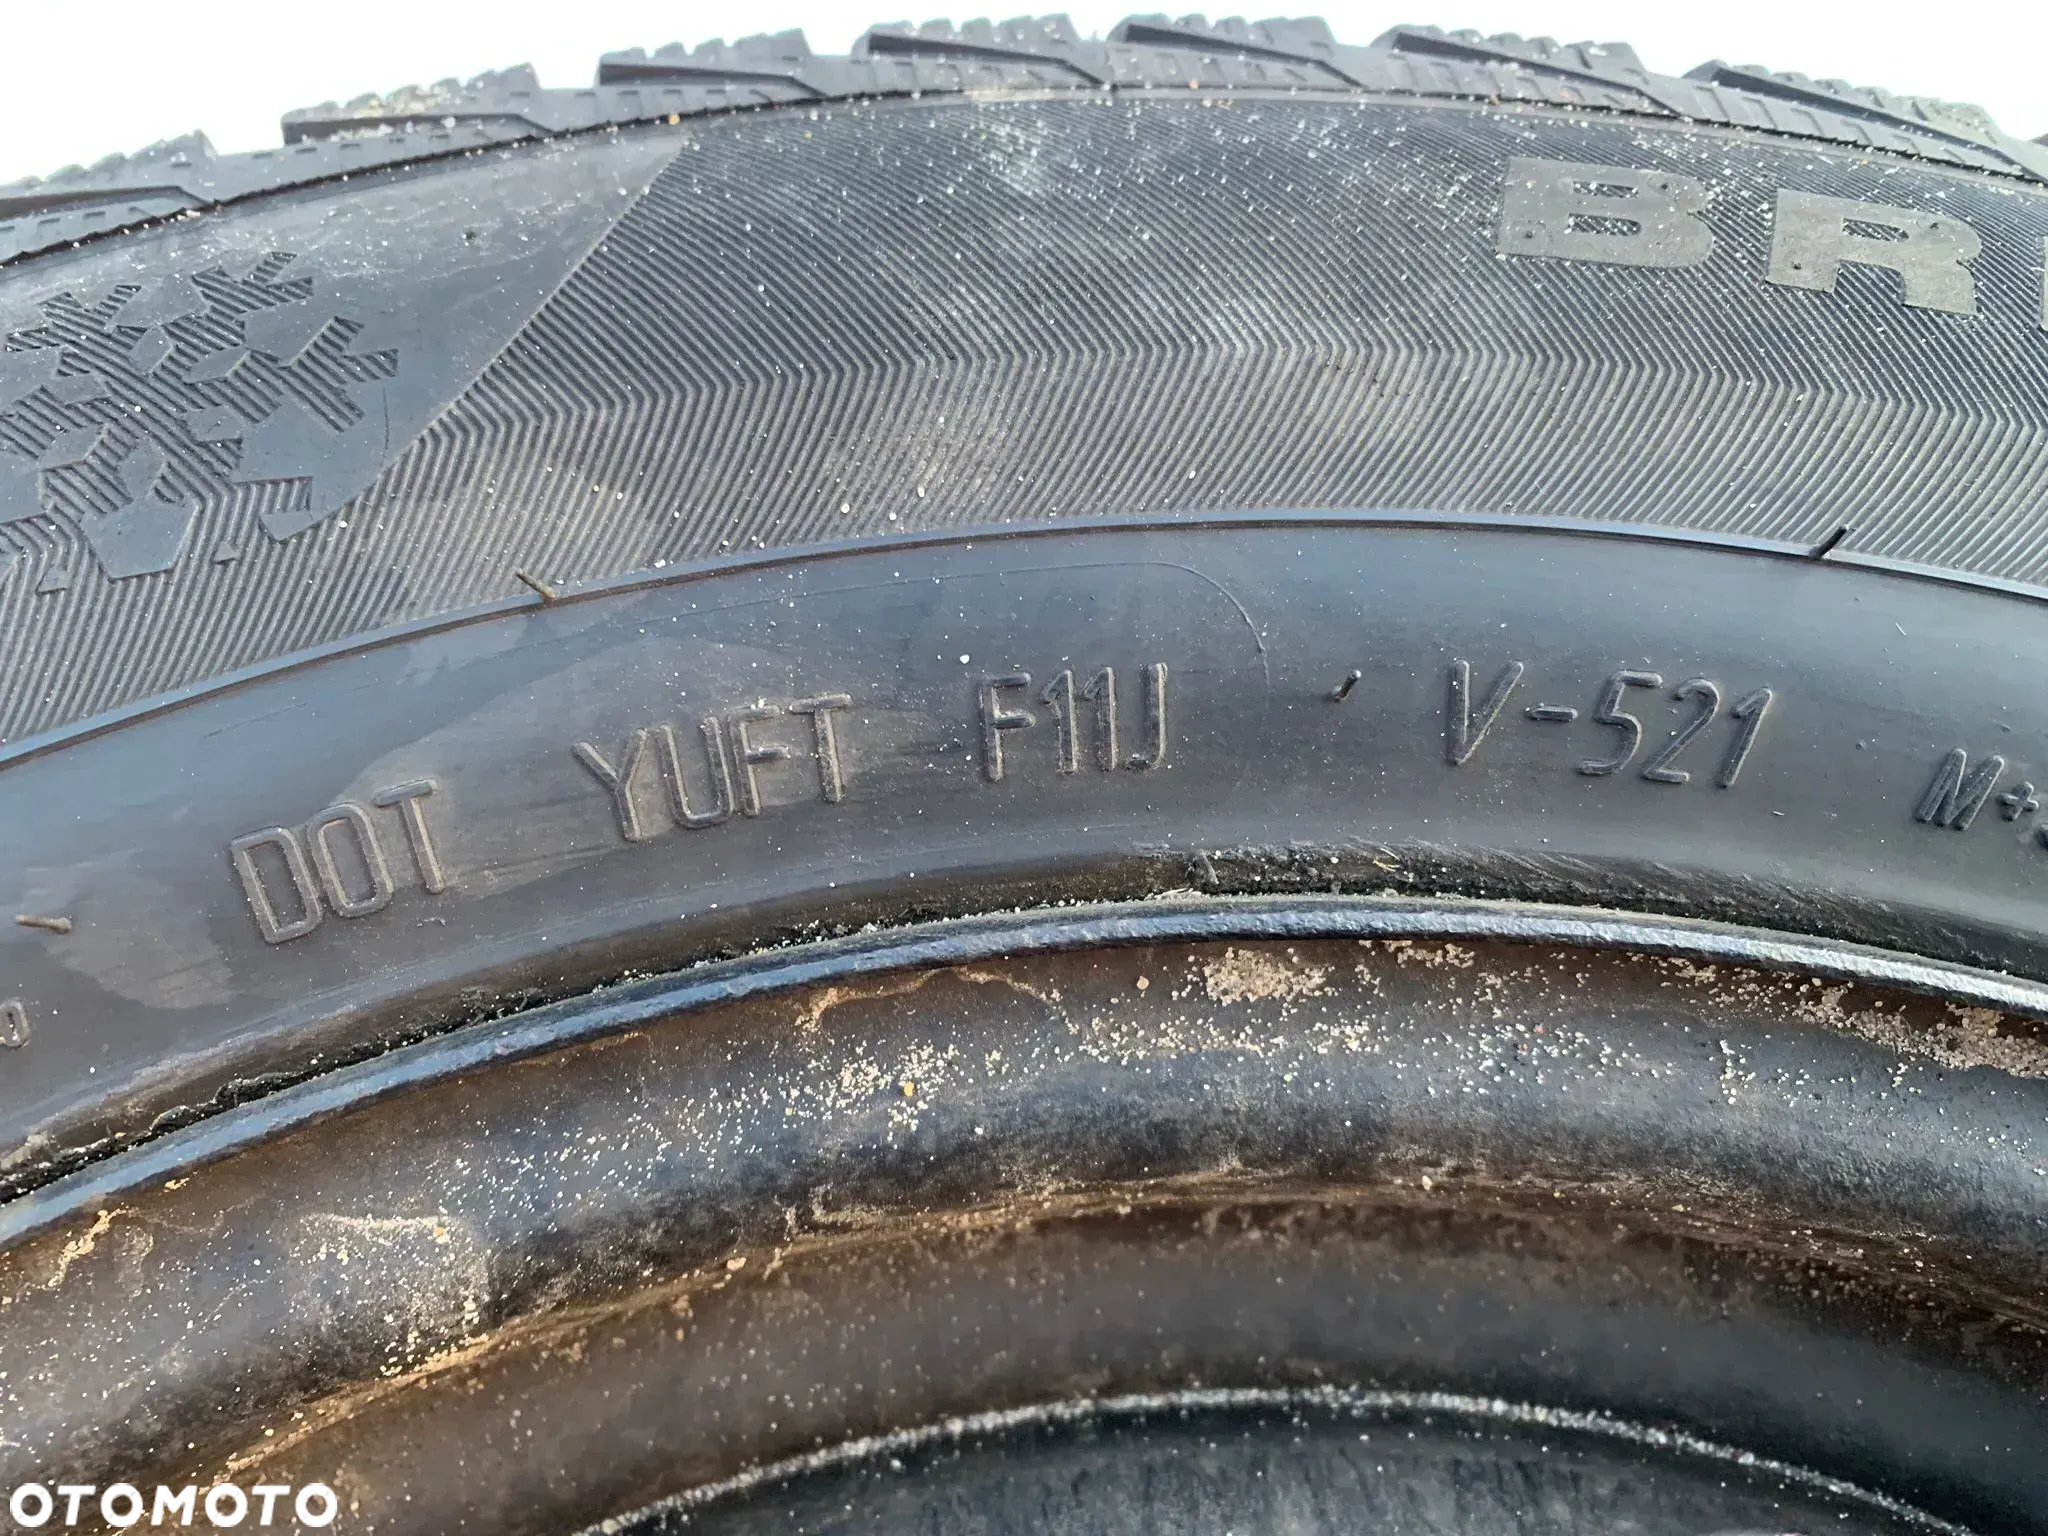 BR
DOT YUFT F11J V-521 M+
OTOMOTO